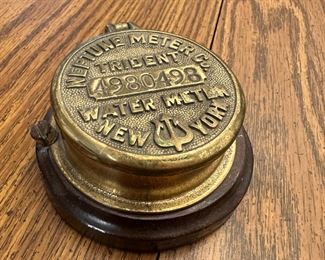 NEPTUNE METER CO.
TRIDENT
4980498
WATER METER
NEW YORK